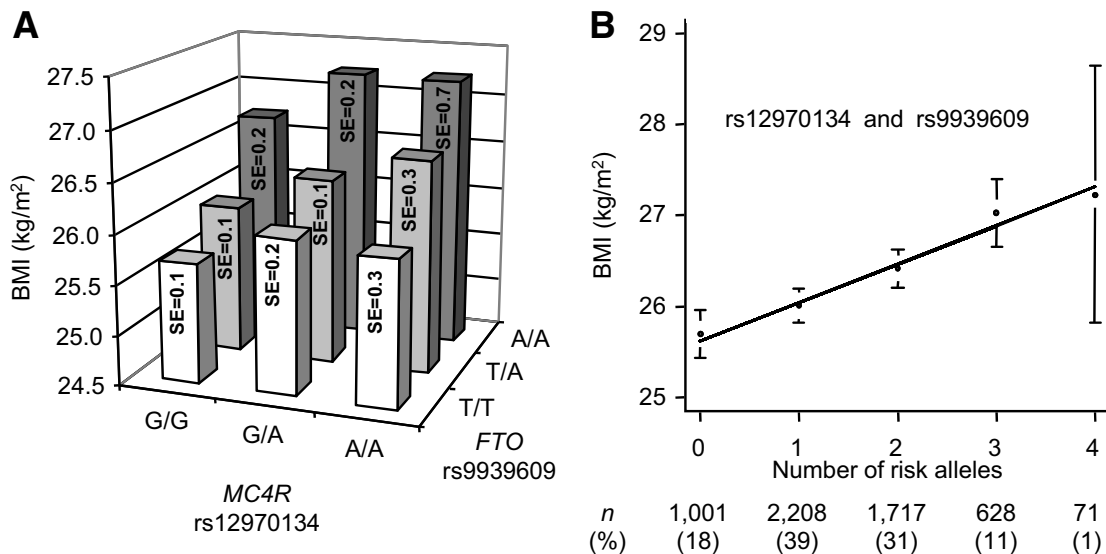 A
BMI (kg/m²)
27.5
27.0
26.5
26.0
25.5
25.0
24.5
SE=0.1
SE=0.2
SE=0.3
SE=0.1
SE=0.1
SE=0.3
SE=0.2
SE=0.2
SE=0.7
G/G
G/A
A/A
T/T
T/A
A/A
MC4R
rs12970134
FTO
rs9939609
B
BMI (kg/m²)
29
28
27
26
25
rs12970134 and rs9939609
0 1 2 3 4
Number of risk alleles
n 1,001 2,208 1,717 628 71
(%) (18) (39) (31) (11) (1)